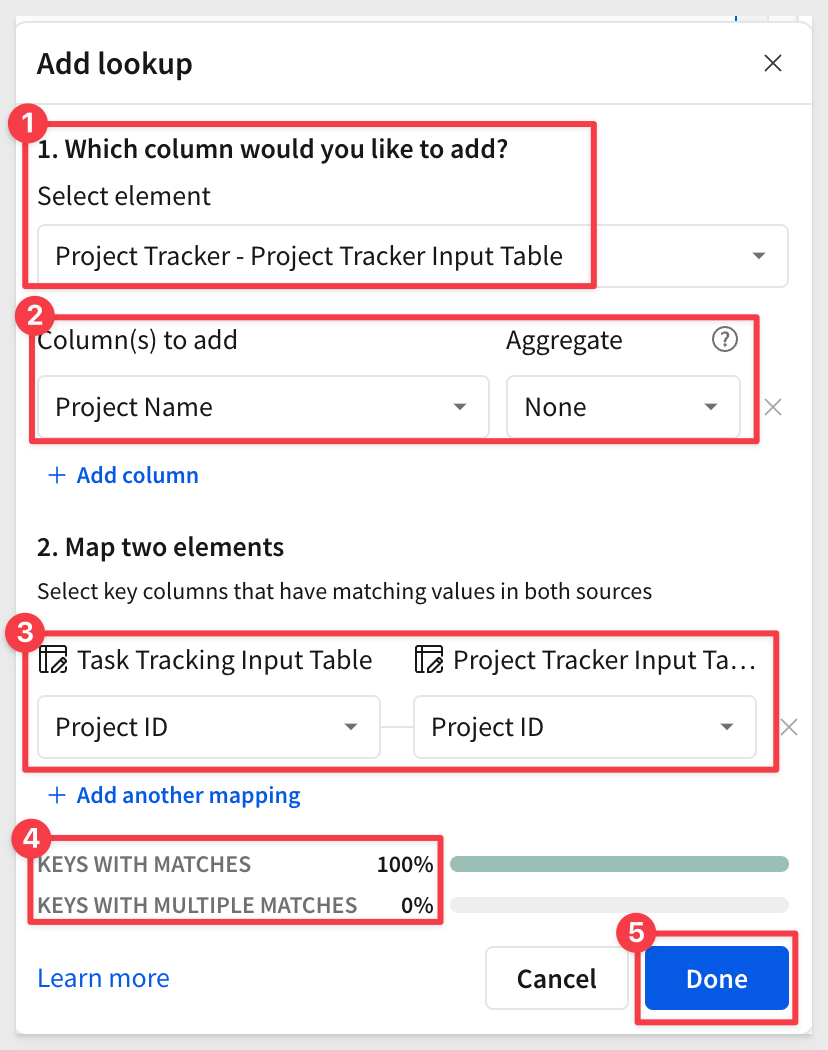 Add lookup
1
1. Which column would you like to add?
Select element
Project Tracker - Project Tracker Input Table
2
Column(s) to add Aggregate ?
Project Name None
+ Add column
2. Map two elements
Select key columns that have matching values in both sources
3
Task Tracking Input Table Project Tracker Input Ta...
Project ID Project ID
+ Add another mapping
4
KEYS WITH MATCHES 100%
KEYS WITH MULTIPLE MATCHES 0%
5
Learn more Cancel Done